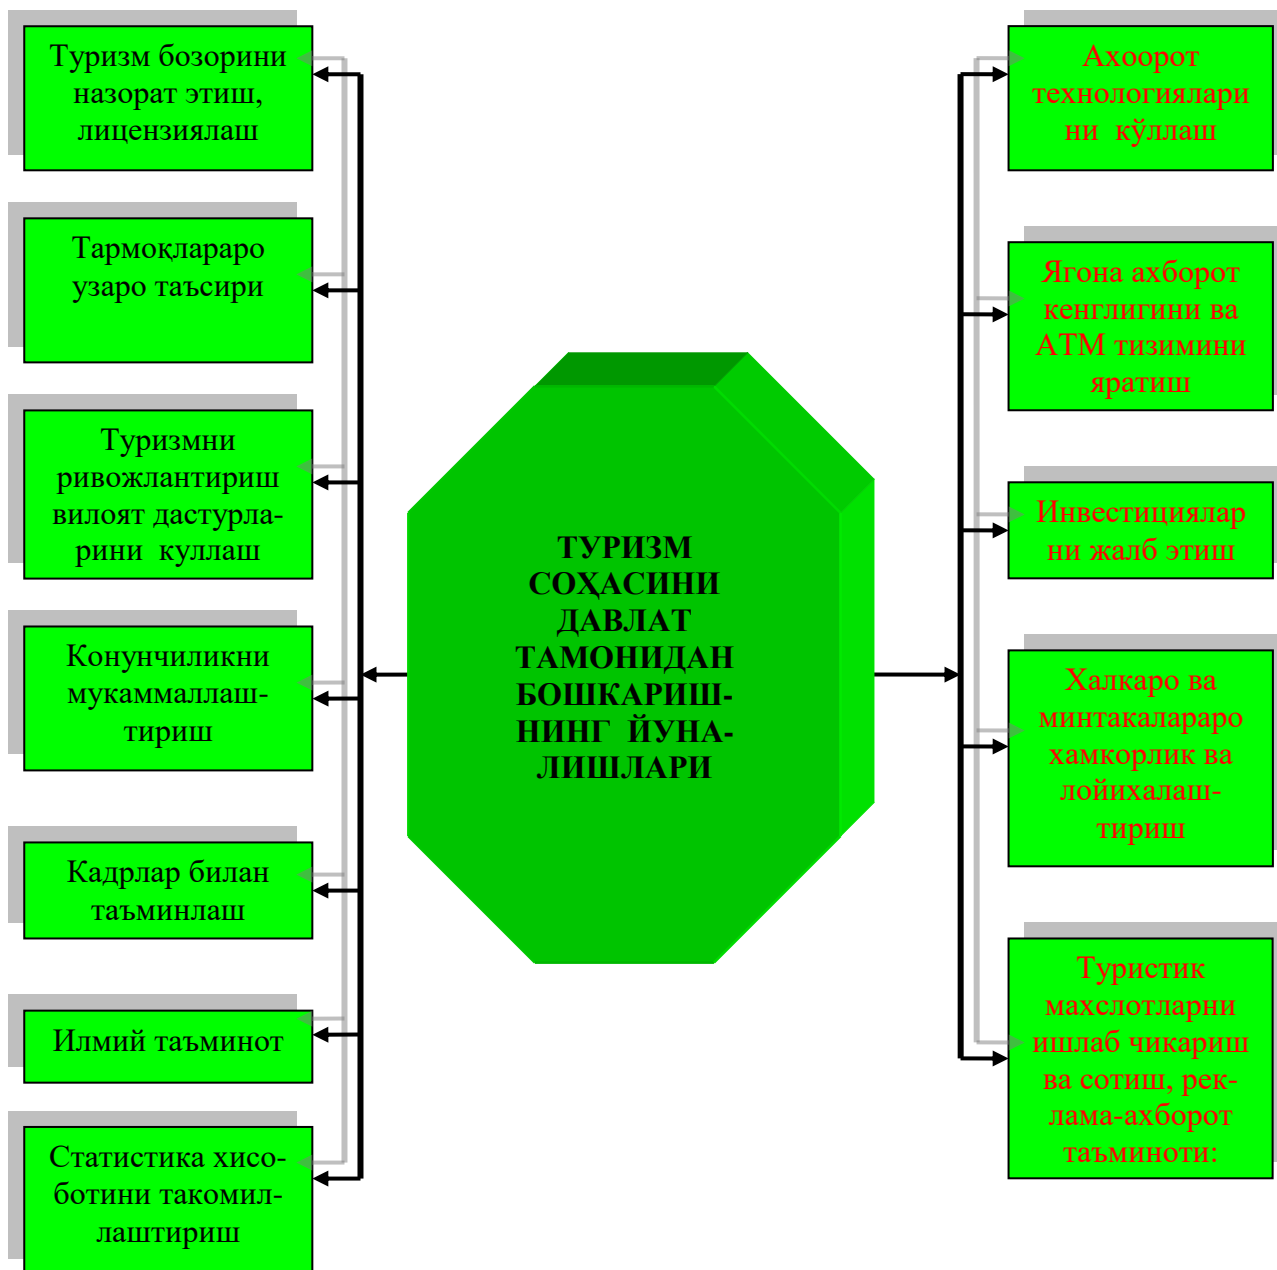 Туризм бозорини
назорат этиш,
лицензиялаш
Тармоқлараро
узаро таъсири
Туризмни
ривожлантириш
вилоят дастурла-
рини куллаш
Конунчиликни
мукаммаллаш-
тириш
Кадрлар билан
таъминлаш
Илмий таъминот
Статистика хисо-
ботини такомил-
лаштириш
ТУРИЗМ
СОҲАСИНИ
ДАВЛАТ
ТАМОНИДАН
БОШКАРИШ-
НИНГ ЙУНА-
ЛИШЛАРИ
Ахоорот
технологиялари
ни кўллаш
Ягона ахборот
кенглигини ва
АТМ тизимини
яратиш
Инвестициялар
ни жалб этиш
Халкаро ва
минтакалараро
хамкорлик ва
лойихалаш-
тириш
Туристик
махслотларни
ишлаб чикариш
ва сотиш, рек-
лама-ахборот
таъминоти: